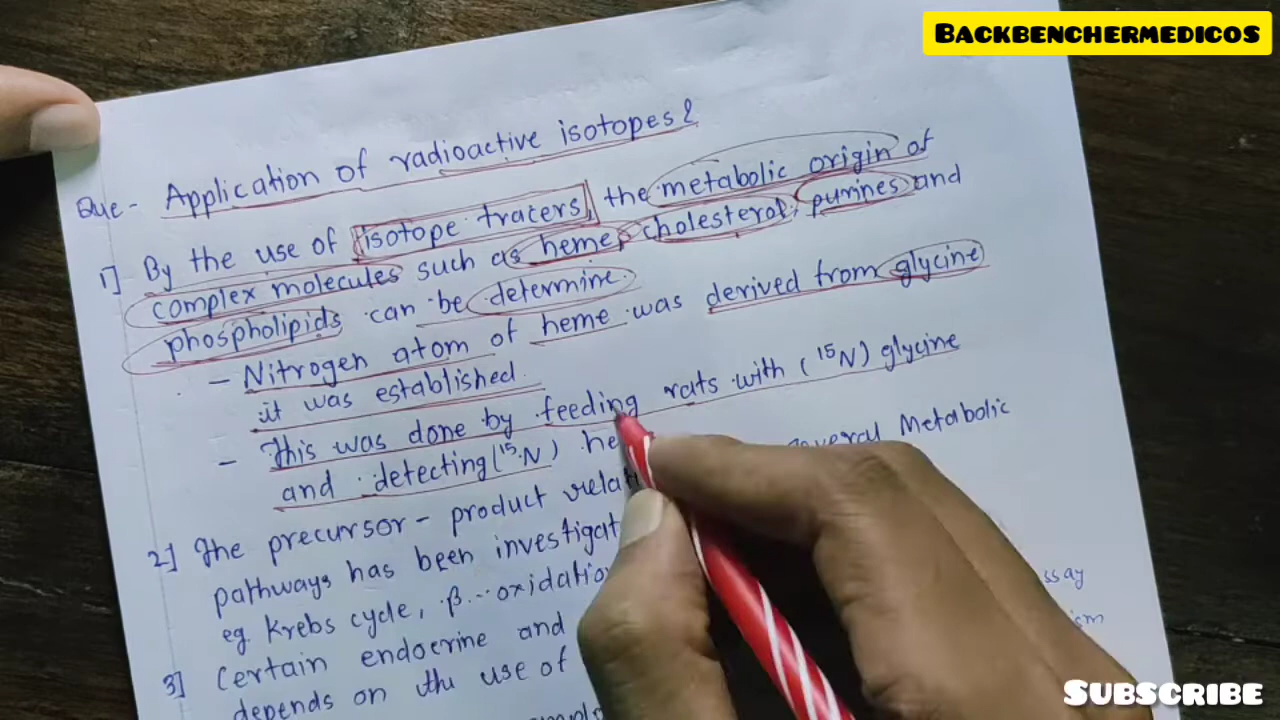 BACKBENCHERMEDICOS
Que- Application of radioactive isotopes?
1] By the use of isotope tracers, the metabolic origin of
complex molecules such as heme, cholesterol, purines and
phospholipids can be determine.
- Nitrogen atom of heme was derived from glycine
it was established.
- This was done by feeding rats with (15N) glycine
and detecting (15N)
2] The precursor - product Metabolic
pathways has been
eg. Krebs cycle, β..oxidation
3] Certain endocrine and
depends on the use of
SUBSCRIBE